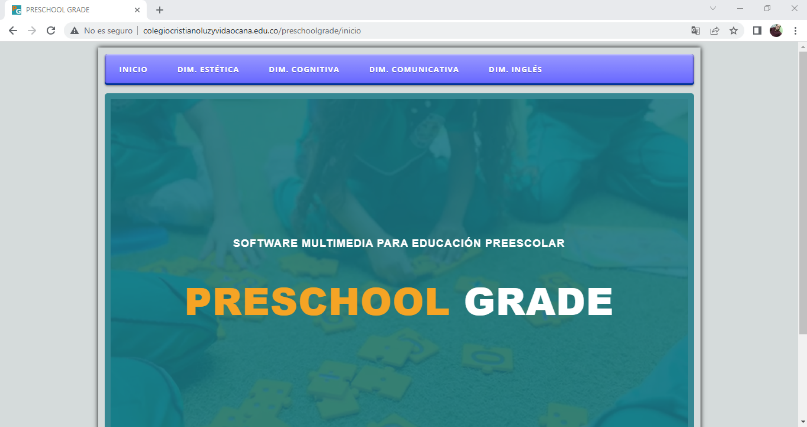 PRESCHOOL GRADE
No es seguro | colegiocristianoluzyvidaocana.edu.co/preschoolgrade/inicio
INICIO DIM. ESTÉTICA DIM. COGNITIVA DIM. COMUNICATIVA DIM. INGLÉS
SOFTWARE MULTIMEDIA PARA EDUCACIÓN PREESCOLAR
PRESCHOOL GRADE